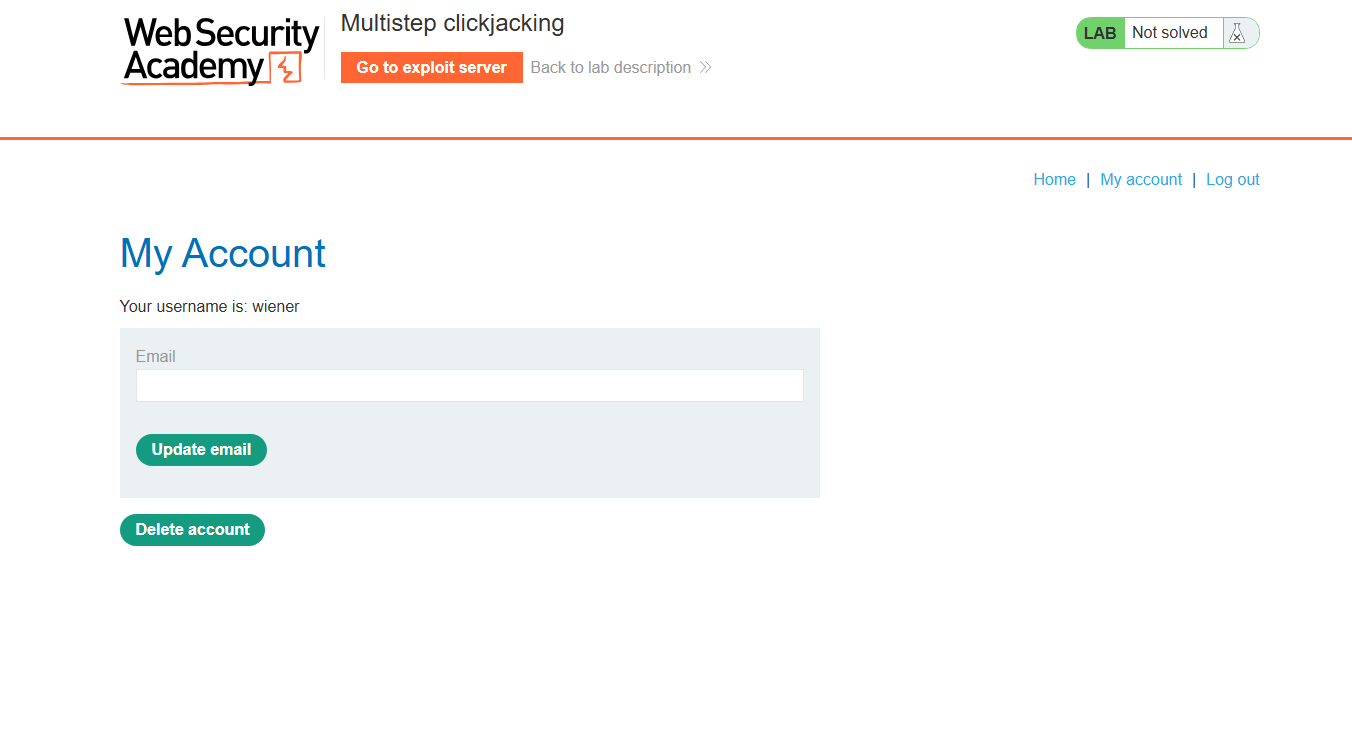 Web Security
Academy
Multistep clickjacking
Go to exploit server
Back to lab description
LAB
Not solved
Home | My account | Log out
My Account
Your username is: wiener
Email
Update email
Delete account